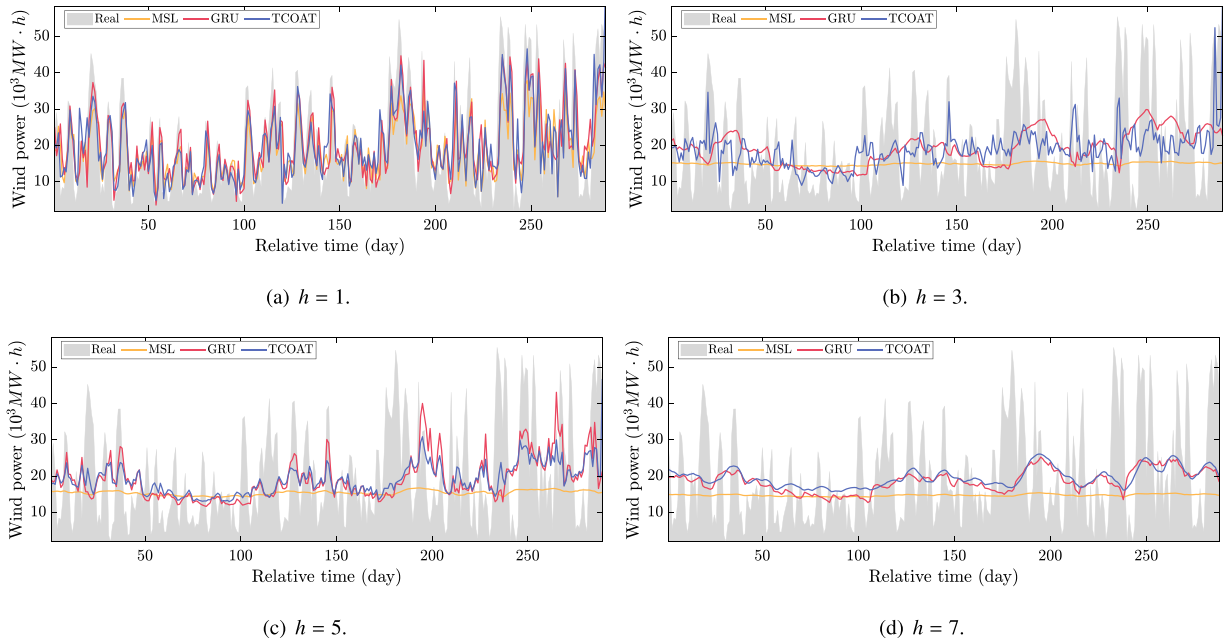 Real MSL GRU TCOAT
50
40
30
20
10
Wind power (10³MW · h)
50 100 150 200 250
Relative time (day)
(a) h = 1.
Real MSL GRU TCOAT
50
40
30
20
10
Wind power (10³MW · h)
50 100 150 200 250
Relative time (day)
(b) h = 3.
Real MSL GRU TCOAT
50
40
30
20
10
Wind power (10³MW · h)
50 100 150 200 250
Relative time (day)
(c) h = 5.
Real MSL GRU TCOAT
50
40
30
20
10
Wind power (10³MW · h)
50 100 150 200 250
Relative time (day)
(d) h = 7.